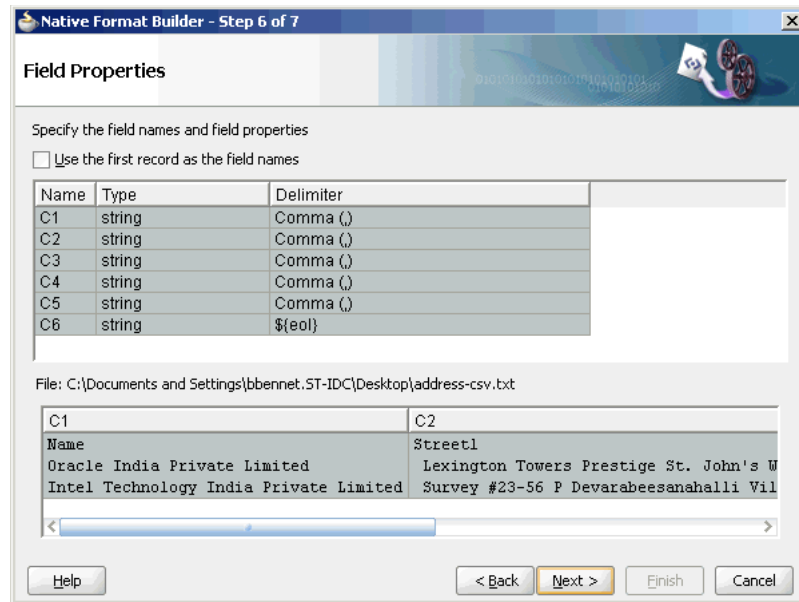 Native Format Builder - Step 6 of 7
Field Properties
Specify the field names and field properties
Use the first record as the field names
Name Type Delimiter
C1 string Comma (,)
C2 string Comma (,)
C3 string Comma (,)
C4 string Comma (,)
C5 string Comma (,)
C6 string ${eol}
File: C:\Documents and Settings\bbennet.ST-IDC\Desktop\address-csv.txt
C1 C2
Name Street1
Oracle India Private Limited Lexington Towers Prestige St. John's W
Intel Technology India Private Limited Survey #23-56 P Devarabeesanahalli Vil
Help < Back Next > Finish Cancel